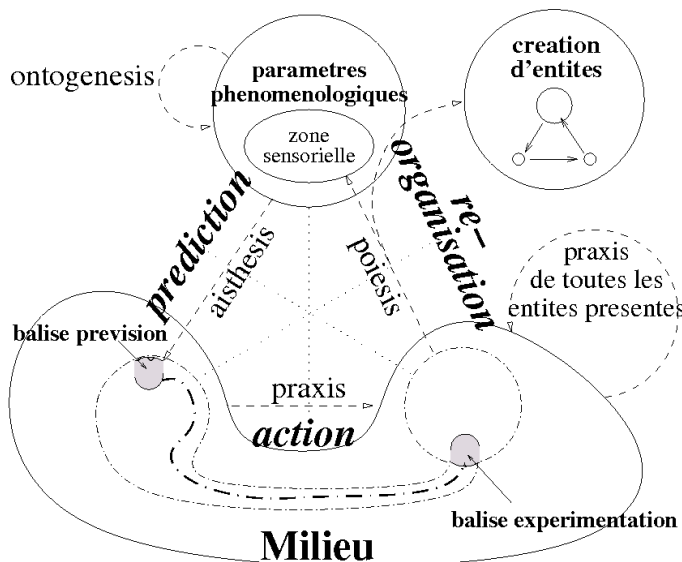 ontogenesis
parametres
phenomenologiques
zone
sensorielle
creation
d'entites
prediction
aisthesis
poiesis
re-
organisation
praxis
de toutes les
entites presentes
balise prevision
praxis
action
balise experimentation
Milieu